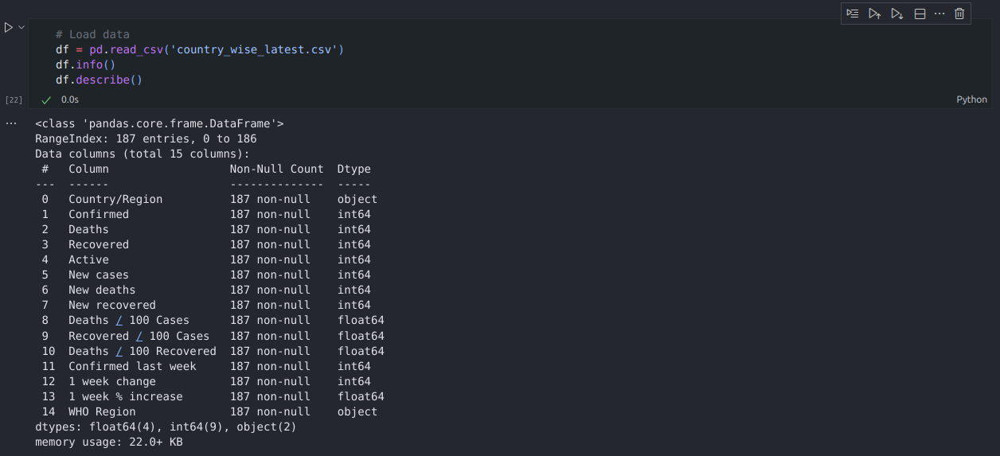 # Load data
df = pd.read_csv('country_wise_latest.csv')
df.info()
df.describe()
[22]
0.0s
Python
<class 'pandas.core.frame.DataFrame'>
RangeIndex: 187 entries, 0 to 186
Data columns (total 15 columns):
 #   Column                  Non-Null Count  Dtype
---  ------                  --------------  -----
 0   Country/Region          187 non-null    object
 1   Confirmed               187 non-null    int64
 2   Deaths                  187 non-null    int64
 3   Recovered               187 non-null    int64
 4   Active                  187 non-null    int64
 5   New cases               187 non-null    int64
 6   New deaths              187 non-null    int64
 7   New recovered           187 non-null    int64
 8   Deaths / 100 Cases      187 non-null    float64
 9   Recovered / 100 Cases   187 non-null    float64
 10  Deaths / 100 Recovered  187 non-null    float64
 11  Confirmed last week     187 non-null    int64
 12  1 week change           187 non-null    int64
 13  1 week % increase       187 non-null    float64
 14  WHO Region              187 non-null    object
dtypes: float64(4), int64(9), object(2)
memory usage: 22.0+ KB